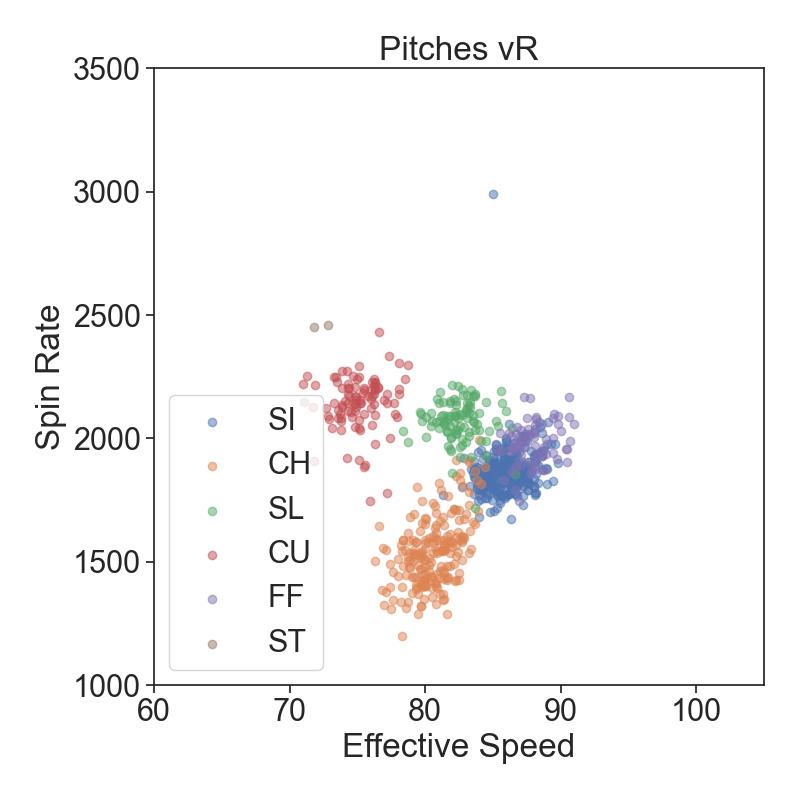 Pitches vR
3500
3000
2500
2000
1500
1000
Spin Rate
SI
CH
SL
CU
FF
ST
60
70
80
90
100
Effective Speed